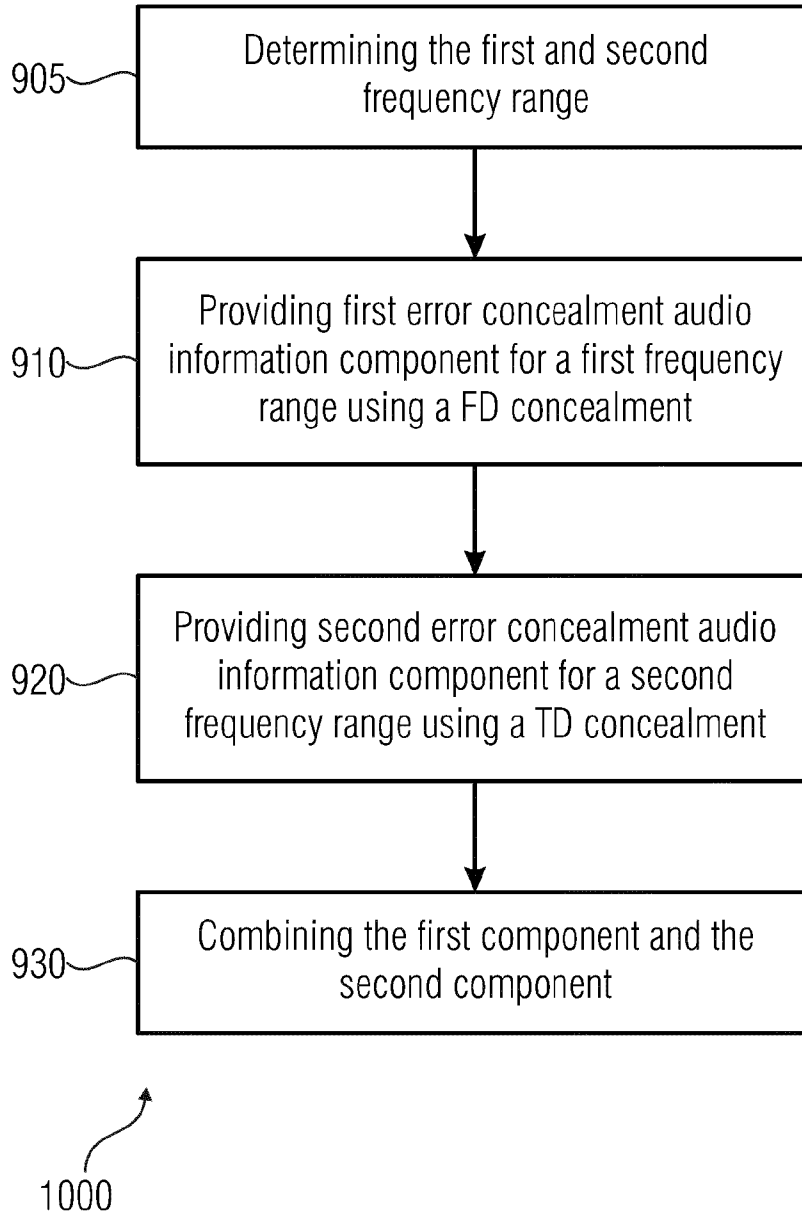 905
Determining the first and second
frequency range
910
Providing first error concealment audio
information component for a first frequency
range using a FD concealment
920
Providing second error concealment audio
information component for a second
frequency range using a TD concealment
930
Combining the first component and the
second component
1000